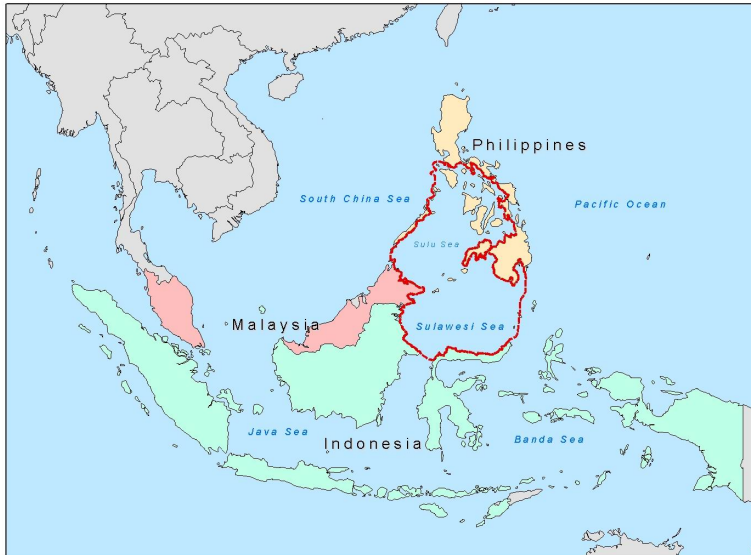 Philippines
South China Sea
Pacific Ocean
Sulu Sea
Malaysia
Sulawesi Sea
Java Sea
Indonesia
Banda Sea